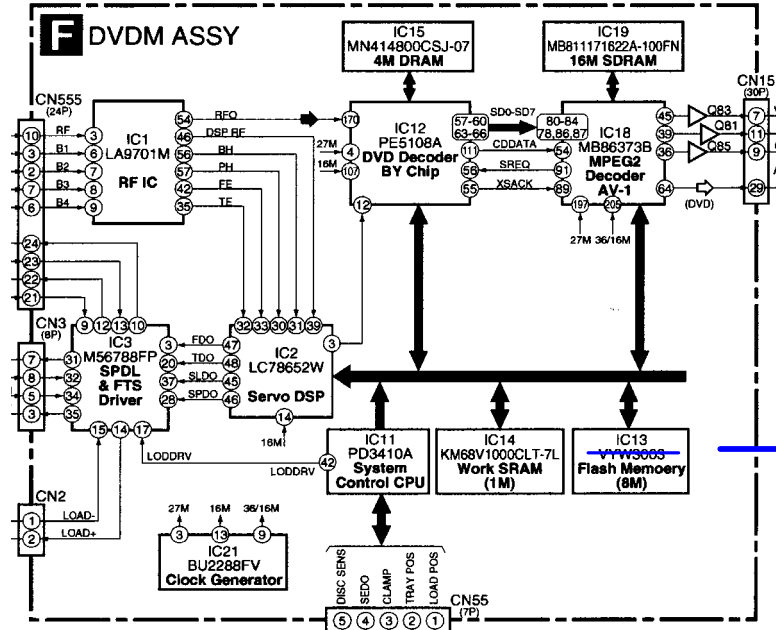 F DVDM ASSY
IC15
MN414800CSJ-07
4M DRAM
IC19
MB811171622A-100FN
16M SDRAM
CN15
(30P)
CN555
(24P)
10 RF 3
3 B1 6
2 B2 7
7 B3 8
6 B4 9
24
23
22
21
IC1
LA9701M
RF IC
54 RFO 170
46 DSP RF
56 BH
57 PH
42 FE
35 TE
27M 4
16M 107
IC12
PE5108A
DVD Decoder
BY Chip
57-60
63-66
SD0-SD7
80-84
78,86,87
111 CDDATA 54
56 SREQ 91
55 XSACK 89
12
IC18
MB86373B
MPEG2
Decoder
AV-1
45 Q83 7
39 Q81 11
36 Q85 9
64 (DVD) 29
197 205
27M 36/16M
CN3
(8P)
7 31
8 32
5 34
3 35
9 12 13 10
IC3
M56788FP
SPDL
& FTS
Driver
15 14 17
3 FDO 47
20 TDO 48
37 SLDO 45
28 SPDO 46
32 33 30 31 39
3
IC2
LC78652W
Servo DSP
14
16M
LODDRV
LODDRV 42
IC11
PD3410A
System
Control CPU
IC14
KM68V1000CLT-7L
Work SRAM
(1M)
IC13
VYW3063
Flash Memoery
(8M)
CN2
1 LOAD-
2 LOAD+
27M 16M 36/16M
3 13 9
IC21
BU2288FV
Clock Generator
DISC SENS
SEDO
CLAMP
TRAY POS
LOAD POS
5 4 3 2 1
CN55
(7P)